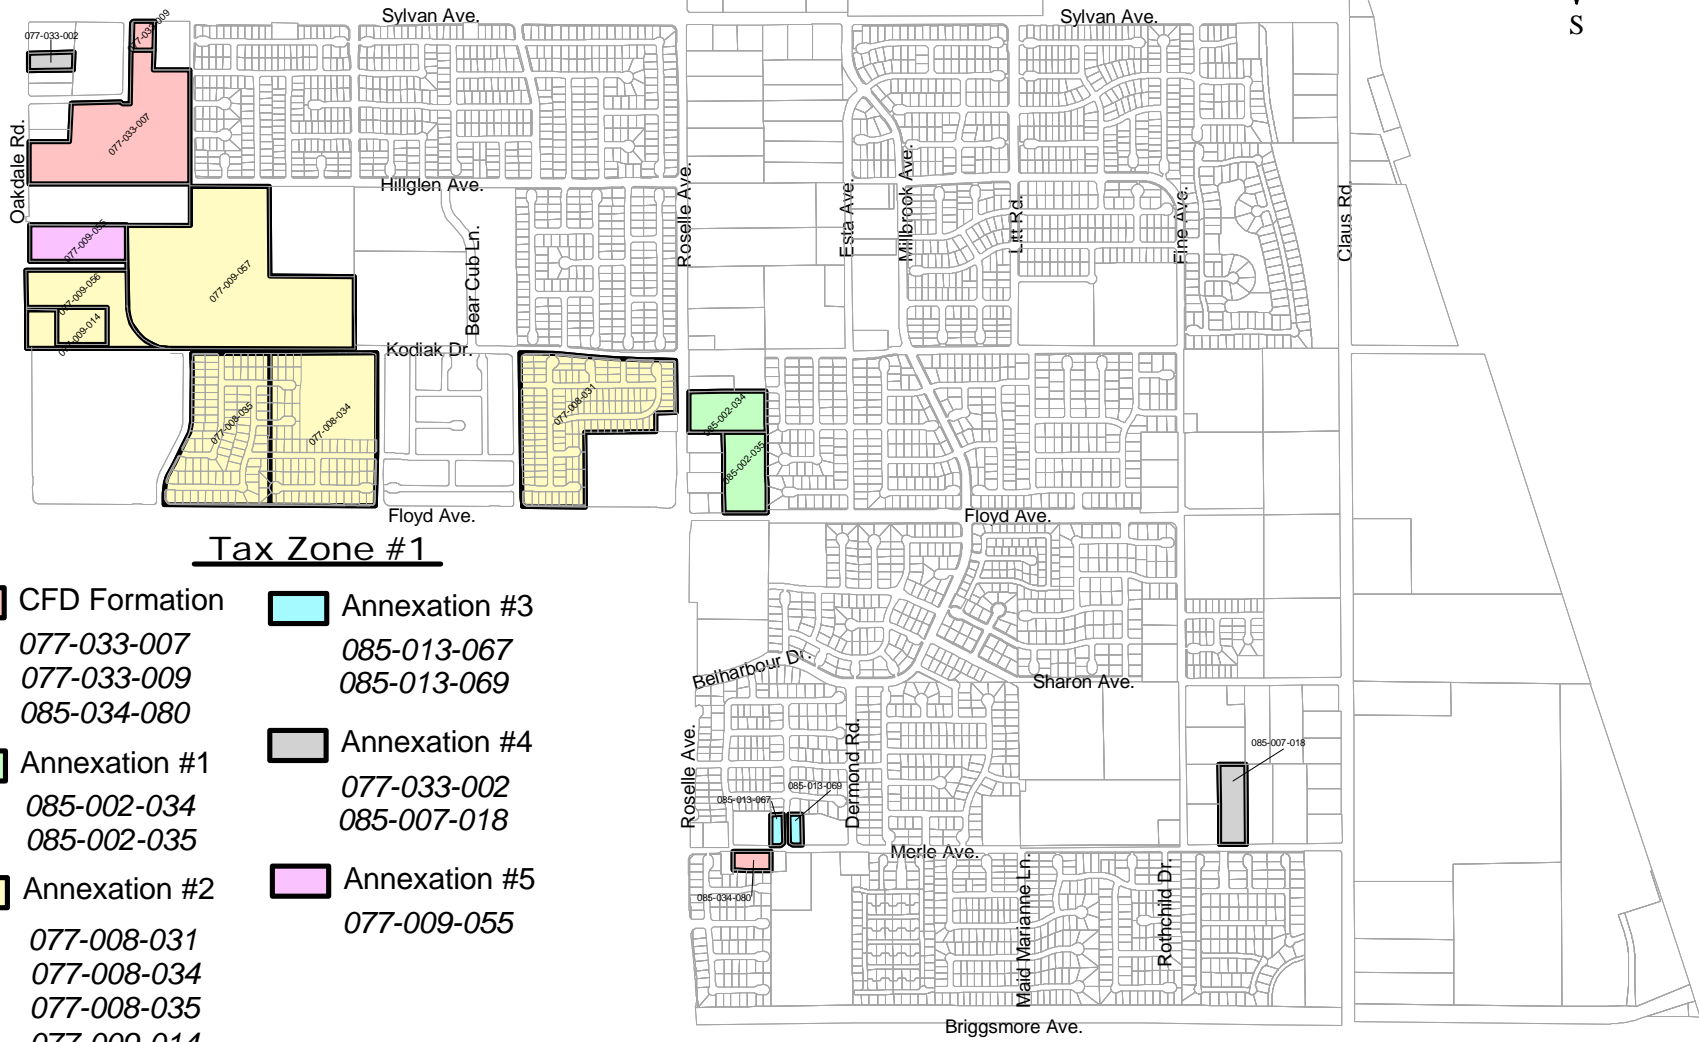 Sylvan Ave.
Sylvan Ave.
S
077-033-002
077-033-009
077-033-007
Oakdale Rd.
Hillglen Ave.
Roselle Ave.
Esta Ave.
Millbrook Ave.
Litt Rd.
Fine Ave.
Claus Rd.
077-009-055
077-009-056
077-009-057
077-009-014
Bear Cub Ln.
Kodiak Dr.
077-008-035
077-008-034
077-008-031
085-002-034
085-002-035
Floyd Ave.
Floyd Ave.
Tax Zone #1
CFD Formation
077-033-007
077-033-009
085-034-080
Annexation #1
085-002-034
085-002-035
Annexation #2
077-008-031
077-008-034
077-008-035
077-009-014
Annexation #3
085-013-067
085-013-069
Annexation #4
077-033-002
085-007-018
Annexation #5
077-009-055
Belharbour Dr.
Sharon Ave.
Roselle Ave.
Dermond Rd.
085-007-018
085-013-069
085-013-067
Merle Ave.
085-034-080
Maid Marianne Ln.
Rothchild Dr.
Briggsmore Ave.